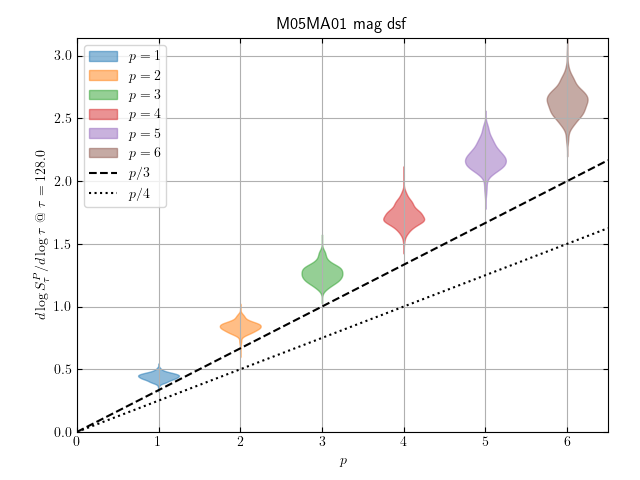 M05MA01 mag dsf
d log S_τ^P / d log τ @ τ = 128.0
3.0
2.5
2.0
1.5
1.0
0.5
0.0
p = 1
p = 2
p = 3
p = 4
p = 5
p = 6
p/3
p/4
0 1 2 3 4 5 6
p